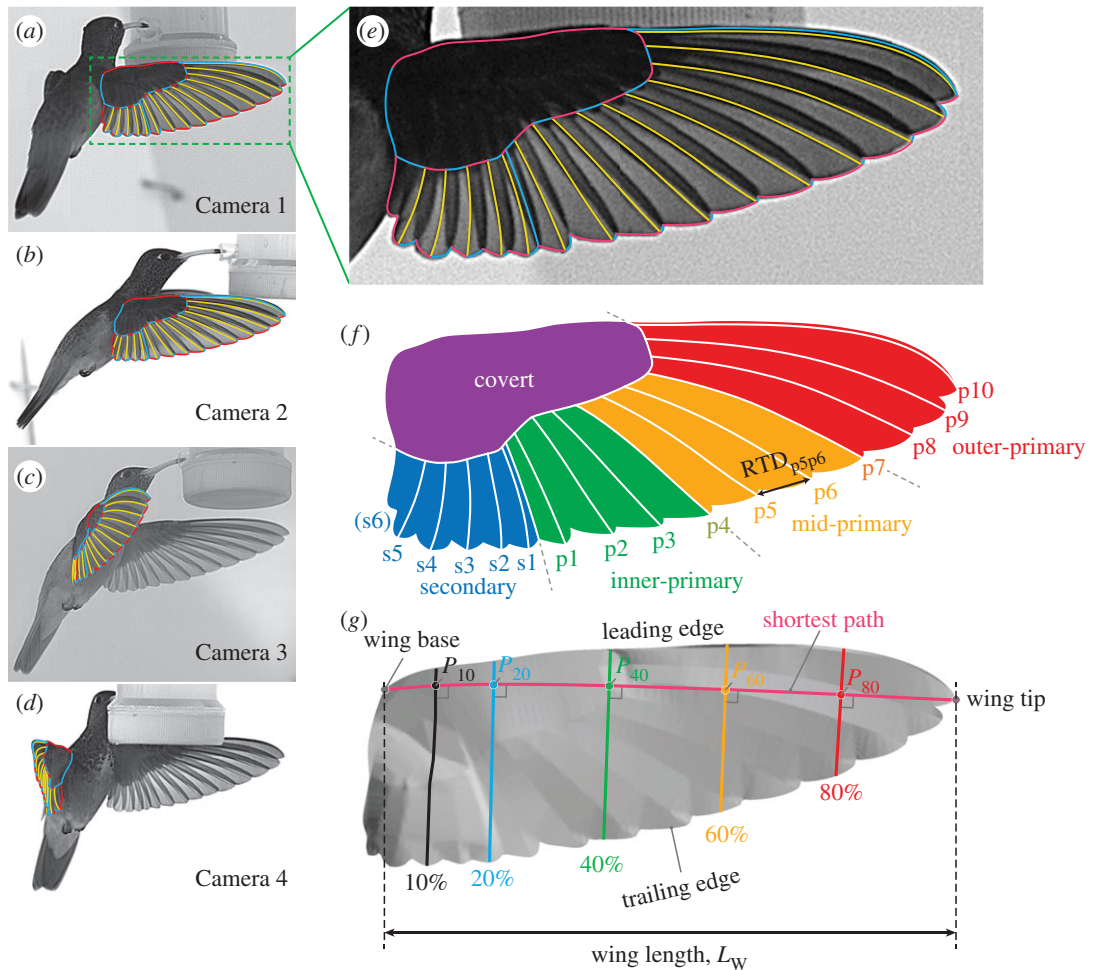 (a)
Camera 1
(b)
Camera 2
(c)
Camera 3
(d)
Camera 4
(e)
(f)
covert
p10
p9
p8
outer-primary
p7
RTDp5p6
p6
p5
mid-primary
p4
(s6)
s5
s4
s3
s2
s1
secondary
p1
p2
p3
inner-primary
(g)
wing base
leading edge
shortest path
P10
P20
P40
P60
P80
wing tip
10%
20%
40%
60%
80%
trailing edge
wing length, LW